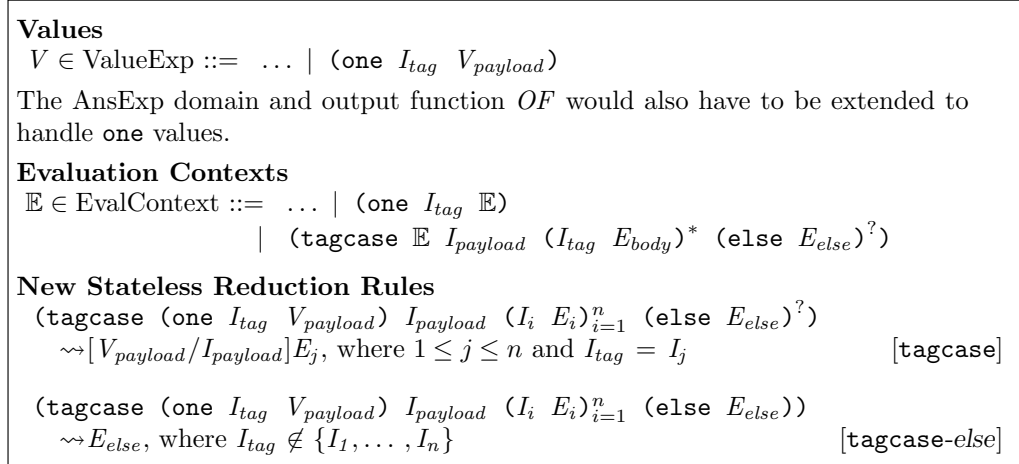 Values
V ∈ ValueExp ::= … | (one I_tag V_payload)
The AnsExp domain and output function OF would also have to be extended to
handle one values.
Evaluation Contexts
𝔼 ∈ EvalContext ::= … | (one I_tag 𝔼)
| (tagcase 𝔼 I_payload (I_tag E_body)* (else E_else)^?)
New Stateless Reduction Rules
(tagcase (one I_tag V_payload) I_payload (I_i E_i)^n_{i=1} (else E_else)^?)
⇝[V_payload/I_payload]E_j, where 1 ≤ j ≤ n and I_tag = I_j [tagcase]
(tagcase (one I_tag V_payload) I_payload (I_i E_i)^n_{i=1} (else E_else))
⇝E_else, where I_tag ∉ {I_1, … , I_n} [tagcase-else]